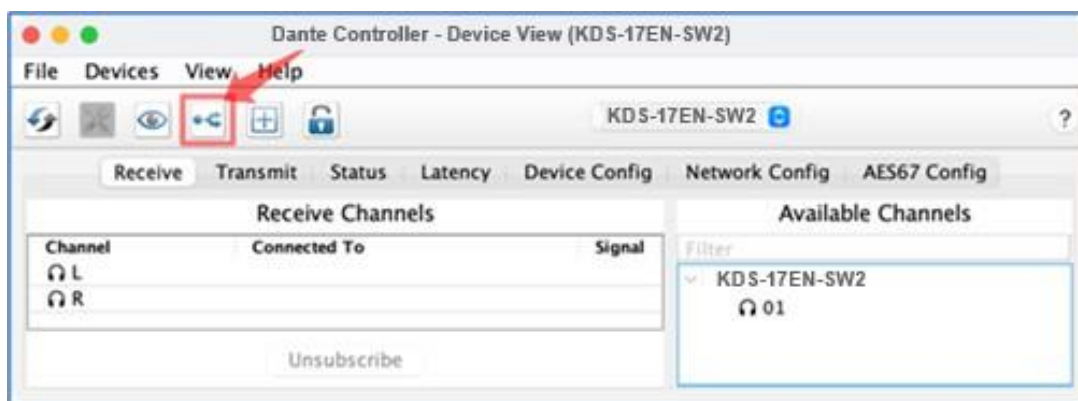 Dante Controller - Device View (KDS-17EN-SW2)
File Devices View Help
KDS-17EN-SW2 ?
Receive Transmit Status Latency Device Config Network Config AES67 Config
Receive Channels Available Channels
Channel Connected To Signal Filter
L KDS-17EN-SW2
R 01
Unsubscribe